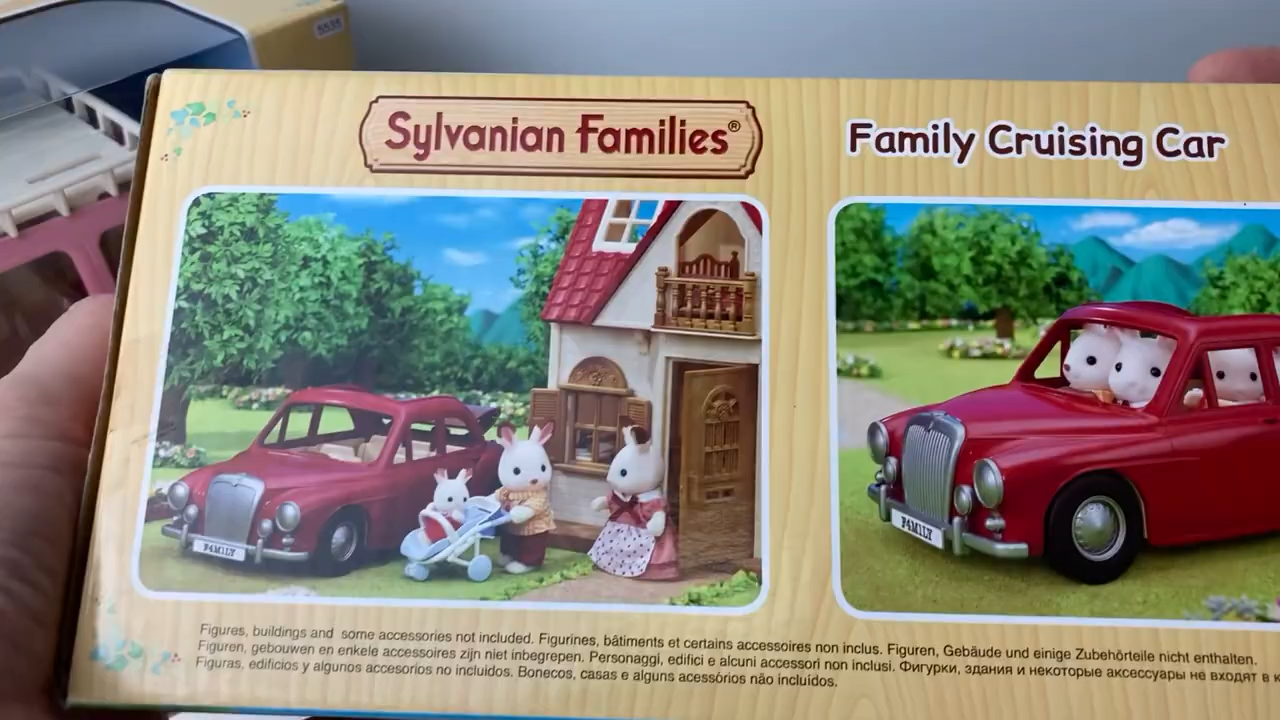 5535
Sylvanian Families®
Family Cruising Car
F4M1LY
F4M1LY
Figures, buildings and some accessories not included. Figurines, bâtiments et certains accessoires non inclus. Figuren, Gebäude und einige Zubehörteile nicht enthalten.
Figuren, gebouwen en enkele accessoires zijn niet inbegrepen. Personaggi, edifici e alcuni accessori non inclusi. Фигурки, здания и некоторые аксессуары не входят в к
Figuras, edificios y algunos accesorios no incluidos. Bonecos, casas e alguns acessórios não incluídos.